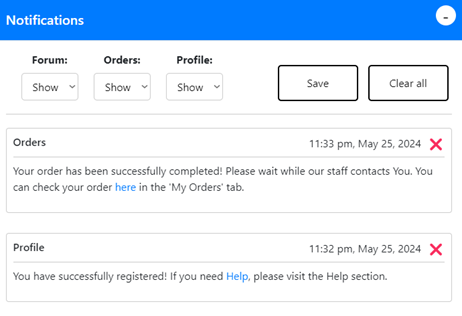 Notifications
-
Forum: Orders: Profile:
Show Show Show Save Clear all
Orders 11:33 pm, May 25, 2024
Your order has been successfully completed! Please wait while our staff contacts You. You
can check your order here in the 'My Orders' tab.
Profile 11:32 pm, May 25, 2024
You have successfully registered! If you need Help, please visit the Help section.